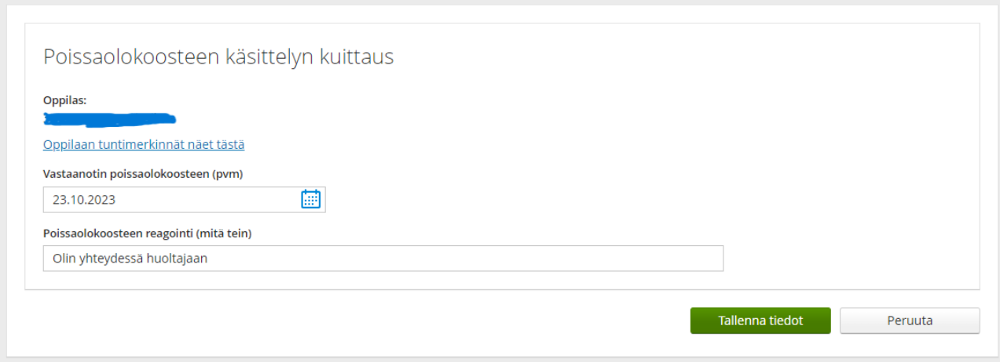 Poissaolokoosteen käsittelyn kuittaus
Oppilas:
Oppilaan tuntimerkinnät näet tästä
Vastaanotin poissaolokoosteen (pvm)
23.10.2023
Poissaolokoosteen reagointi (mitä tein)
Olin yhteydessä huoltajaan
Tallenna tiedot
Peruuta